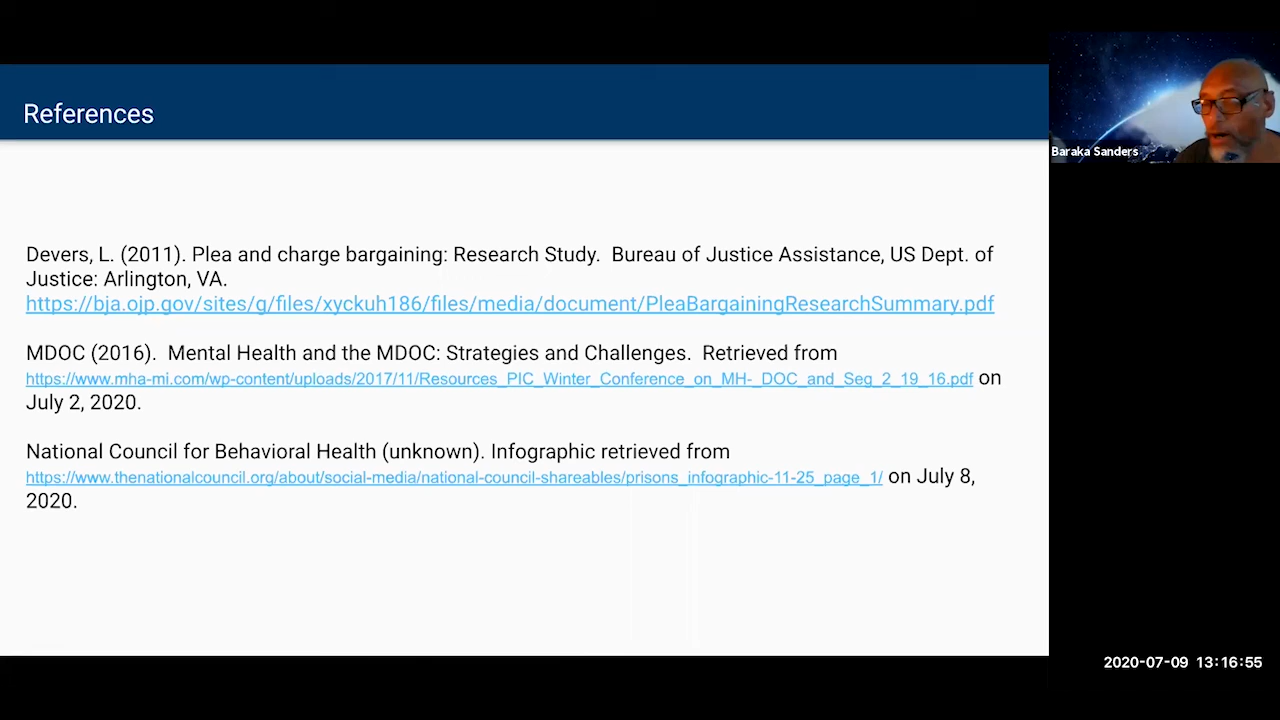 References
Baraka Sanders
Devers, L. (2011). Plea and charge bargaining: Research Study.  Bureau of Justice Assistance, US Dept. of
Justice: Arlington, VA.
https://bja.ojp.gov/sites/g/files/xyckuh186/files/media/document/PleaBargainingResearchSummary.pdf
MDOC (2016).  Mental Health and the MDOC: Strategies and Challenges.  Retrieved from
https://www.mha-mi.com/wp-content/uploads/2017/11/Resources_PIC_Winter_Conference_on_MH-_DOC_and_Seg_2_19_16.pdf on
July 2, 2020.
National Council for Behavioral Health (unknown). Infographic retrieved from
https://www.thenationalcouncil.org/about/social-media/national-council-shareables/prisons_infographic-11-25_page_1/ on July 8,
2020.
2020-07-09 13:16:55